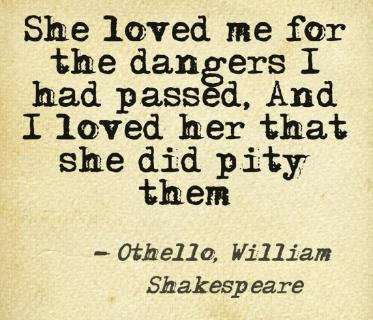 She loved me for
the dangers I
had passed, And
I loved her that
she did pity
them
– Othello, William
Shakespeare